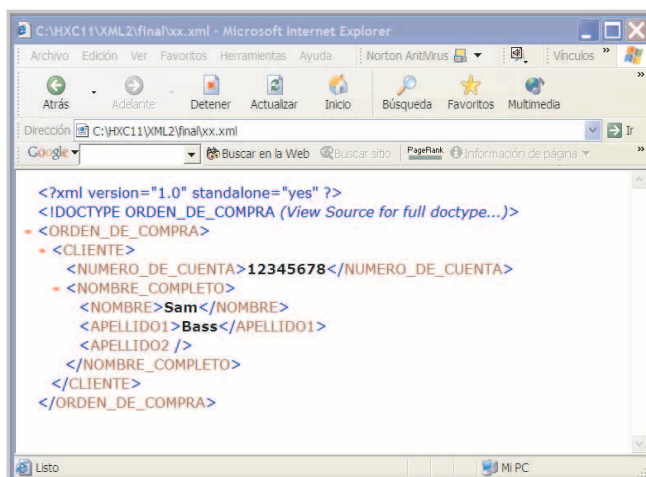 C:\HXC11\XML2\final\xx.xml - Microsoft Internet Explorer
Archivo Edición Ver Favoritos Herramientas Ayuda Norton AntiVirus Vínculos »
Atrás Adelante Detener Actualizar Inicio Búsqueda Favoritos Multimedia »
Dirección C:\HXC11\XML2\final\xx.xml Ir
Google Buscar en la Web Buscar sitio PageRank Información de página »
<?xml version="1.0" standalone="yes" ?>
<!DOCTYPE ORDEN_DE_COMPRA (View Source for full doctype...)>
- <ORDEN_DE_COMPRA>
- <CLIENTE>
<NUMERO_DE_CUENTA>12345678</NUMERO_DE_CUENTA>
- <NOMBRE_COMPLETO>
<NOMBRE>Sam</NOMBRE>
<APELLIDO1>Bass</APELLIDO1>
<APELLIDO2 />
</NOMBRE_COMPLETO>
</CLIENTE>
</ORDEN_DE_COMPRA>
Listo Mi PC